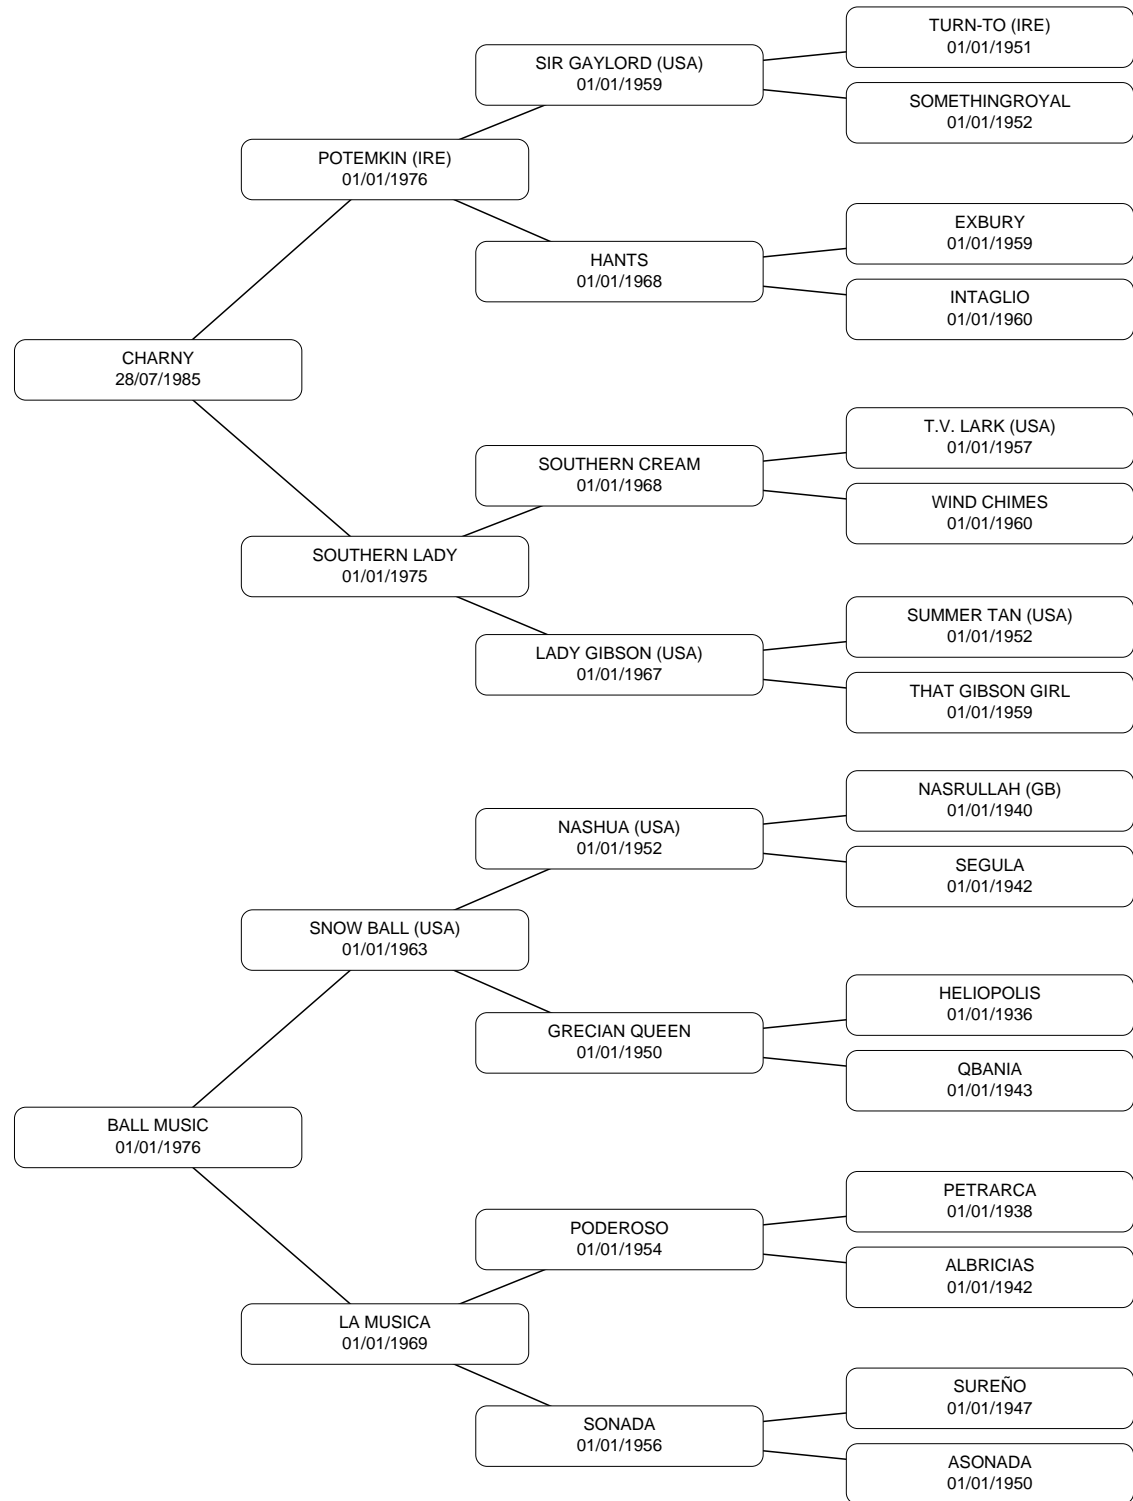 TURN-TO (IRE)
01/01/1951
SIR GAYLORD (USA)
01/01/1959
SOMETHINGROYAL
01/01/1952
POTEMKIN (IRE)
01/01/1976
EXBURY
01/01/1959
HANTS
01/01/1968
INTAGLIO
01/01/1960
CHARNY
28/07/1985
T.V. LARK (USA)
01/01/1957
SOUTHERN CREAM
01/01/1968
WIND CHIMES
01/01/1960
SOUTHERN LADY
01/01/1975
SUMMER TAN (USA)
01/01/1952
LADY GIBSON (USA)
01/01/1967
THAT GIBSON GIRL
01/01/1959
NASRULLAH (GB)
01/01/1940
NASHUA (USA)
01/01/1952
SEGULA
01/01/1942
SNOW BALL (USA)
01/01/1963
HELIOPOLIS
01/01/1936
GRECIAN QUEEN
01/01/1950
QBANIA
01/01/1943
BALL MUSIC
01/01/1976
PETRARCA
01/01/1938
PODEROSO
01/01/1954
ALBRICIAS
01/01/1942
LA MUSICA
01/01/1969
SUREÑO
01/01/1947
SONADA
01/01/1956
ASONADA
01/01/1950